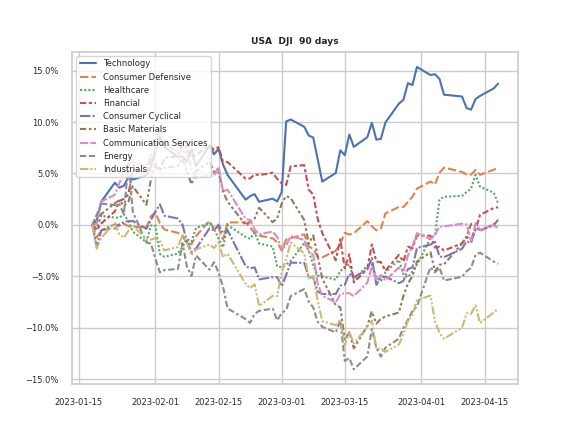 USA DJI 90 days
Technology
Consumer Defensive
Healthcare
Financial
Consumer Cyclical
Basic Materials
Communication Services
Energy
Industrials
15.0%
10.0%
5.0%
0.0%
−5.0%
−10.0%
−15.0%
2023-01-15
2023-02-01
2023-02-15
2023-03-01
2023-03-15
2023-04-01
2023-04-15